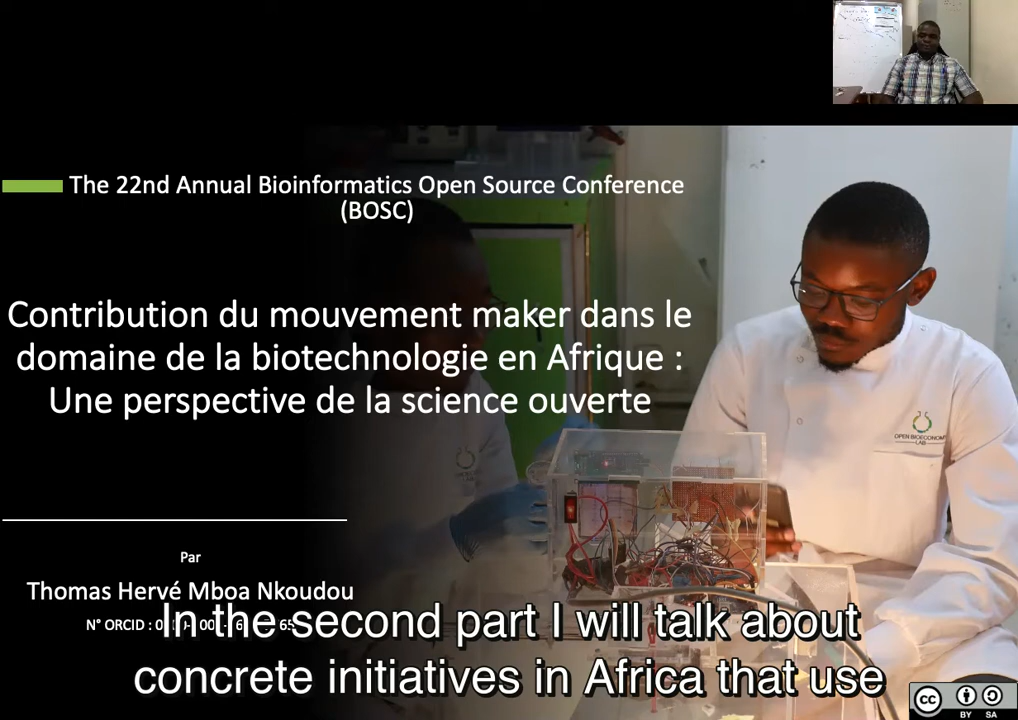 The 22nd Annual Bioinformatics Open Source Conference
(BOSC)
Contribution du mouvement maker dans le
domaine de la biotechnologie en Afrique :
Une perspective de la science ouverte
Par
Thomas Hervé Mboa Nkoudou
N° ORCID :
In the second part I will talk about
concrete initiatives in Africa that use
OPEN BIOECONOMY
LAB
cc
BY SA